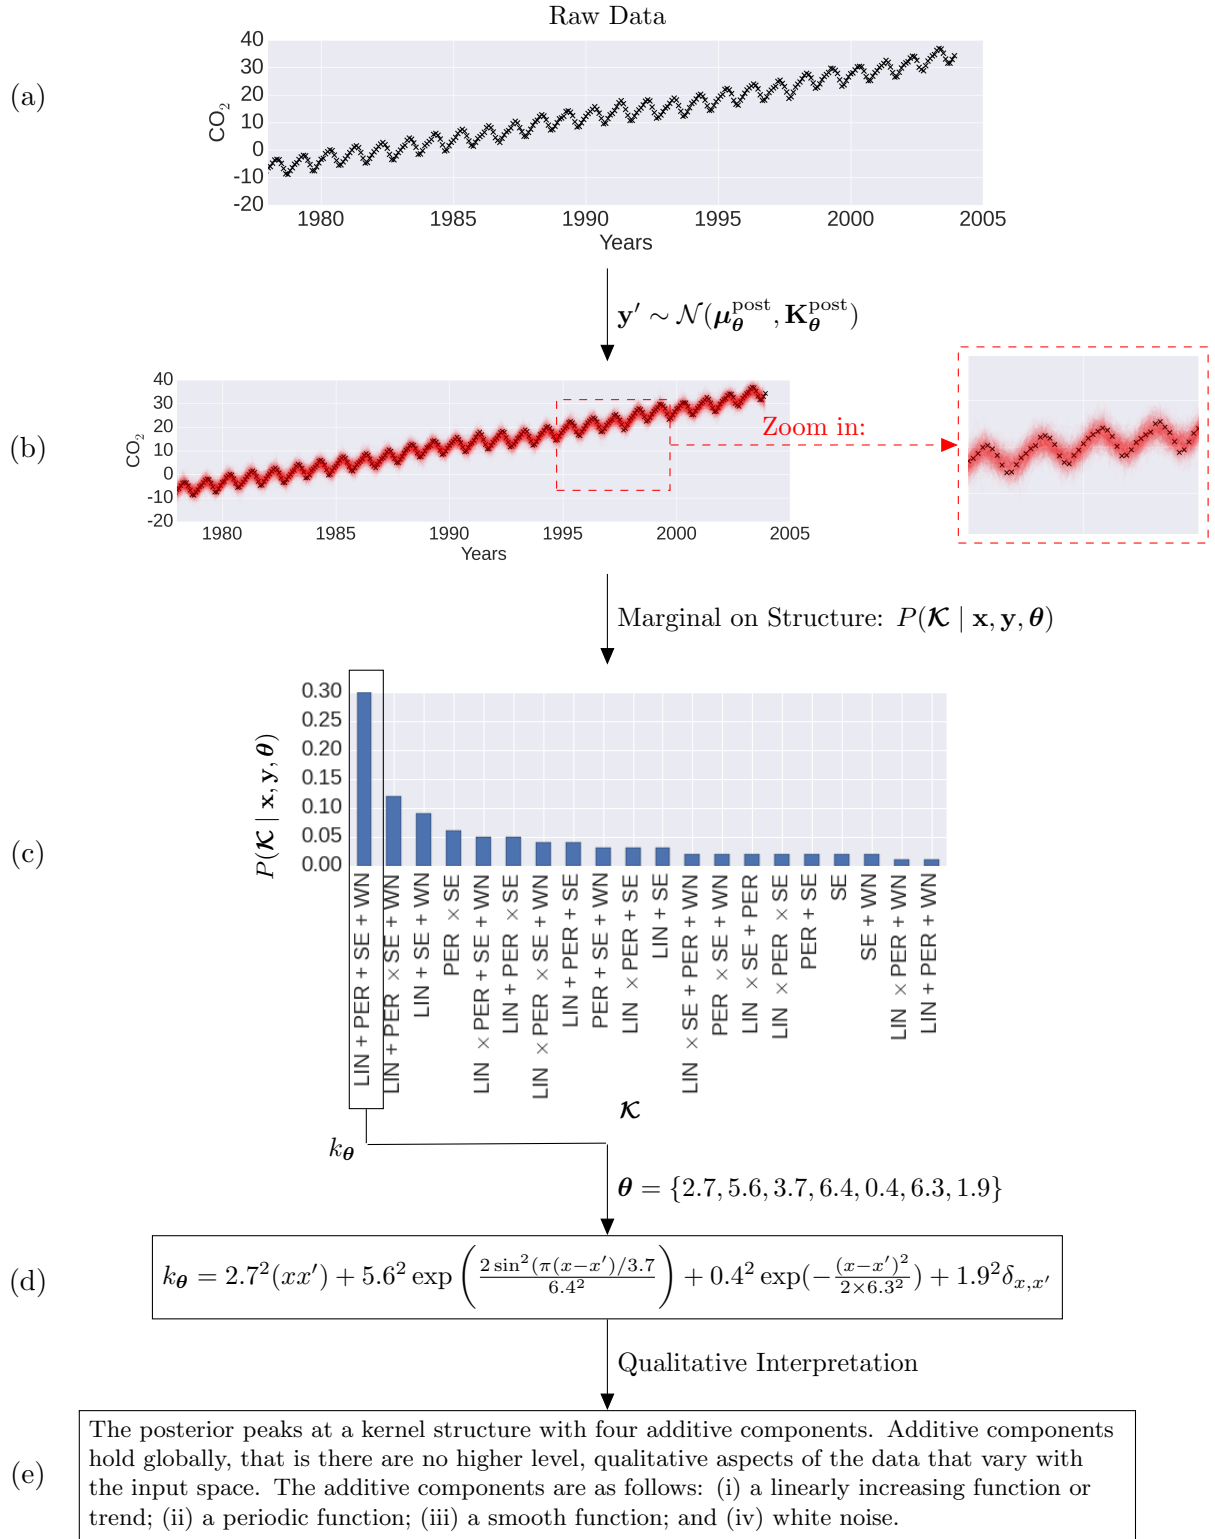 Raw Data
(a)
CO₂
40
30
20
10
0
-10
-20
1980 1985 1990 1995 2000 2005
Years
y′ ∼ 𝒩(μ_θ^post, K_θ^post)
(b)
CO₂
40
30
20
10
0
-10
-20
1980 1985 1990 1995 2000 2005
Years
Zoom in:
Marginal on Structure: P(𝓚 | x, y, θ)
(c)
P(𝓚 | x, y, θ)
0.30
0.25
0.20
0.15
0.10
0.05
0.00
LIN + PER + SE + WN
LIN + PER × SE + WN
LIN + SE + WN
PER × SE
LIN × PER + SE + WN
LIN + PER × SE
LIN × PER × SE + WN
LIN + PER + SE
PER + SE + WN
LIN × PER + SE
LIN + SE
LIN × SE + PER + WN
PER × SE + WN
LIN × SE + PER
LIN × PER × SE
PER + SE
SE
SE + WN
LIN × PER + WN
LIN + PER + WN
𝓚
k_θ
θ = {2.7, 5.6, 3.7, 6.4, 0.4, 6.3, 1.9}
(d)
k_θ = 2.7²(xx′) + 5.6² exp(2 sin²(π(x−x′)/3.7 / 6.4²) + 0.4² exp(−(x−x′)² / 2×6.3²) + 1.9²δ_{x,x′}
Qualitative Interpretation
(e)
The posterior peaks at a kernel structure with four additive components. Additive components
hold globally, that is there are no higher level, qualitative aspects of the data that vary with
the input space. The additive components are as follows: (i) a linearly increasing function or
trend; (ii) a periodic function; (iii) a smooth function; and (iv) white noise.